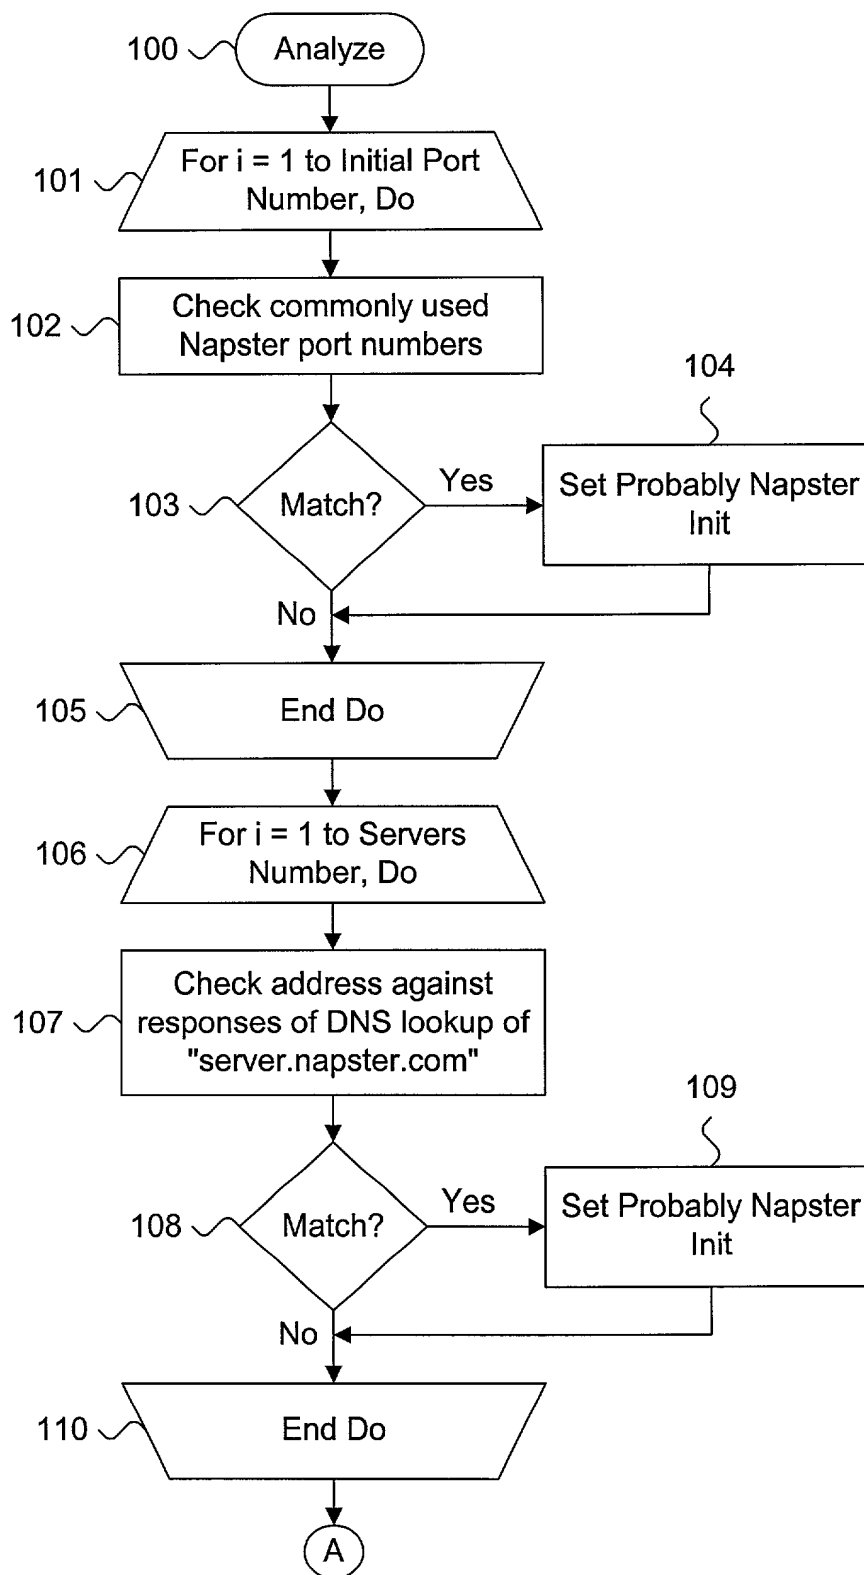 100
Analyze
101
For i = 1 to Initial Port
Number, Do
102
Check commonly used
Napster port numbers
103
Match?
Yes
104
Set Probably Napster
Init
No
105
End Do
106
For i = 1 to Servers
Number, Do
107
Check address against
responses of DNS lookup of
"server.napster.com"
108
Match?
Yes
109
Set Probably Napster
Init
No
110
End Do
A